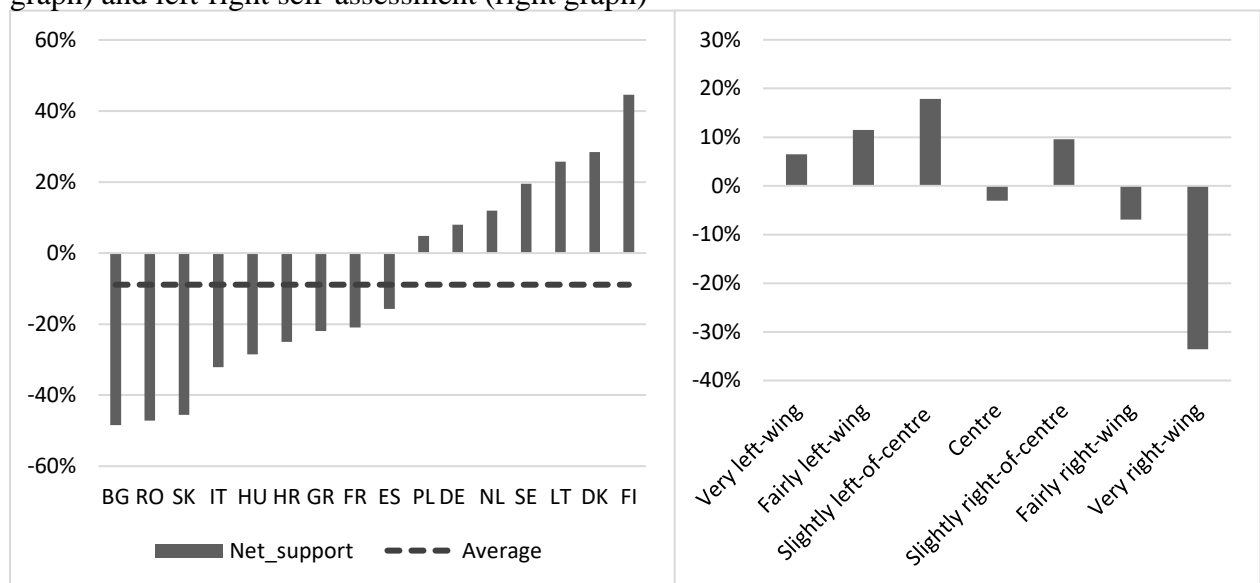 graph) and left-right self-assessment (right graph)
60%
40%
20%
0%
-20%
-40%
-60%
BG RO SK IT HU HR GR FR ES PL DE NL SE LT DK FI
Net_support Average
30%
20%
10%
0%
-10%
-20%
-30%
-40%
Very left-wing
Fairly left-wing
Slightly left-of-centre
Centre
Slightly right-of-centre
Fairly right-wing
Very right-wing